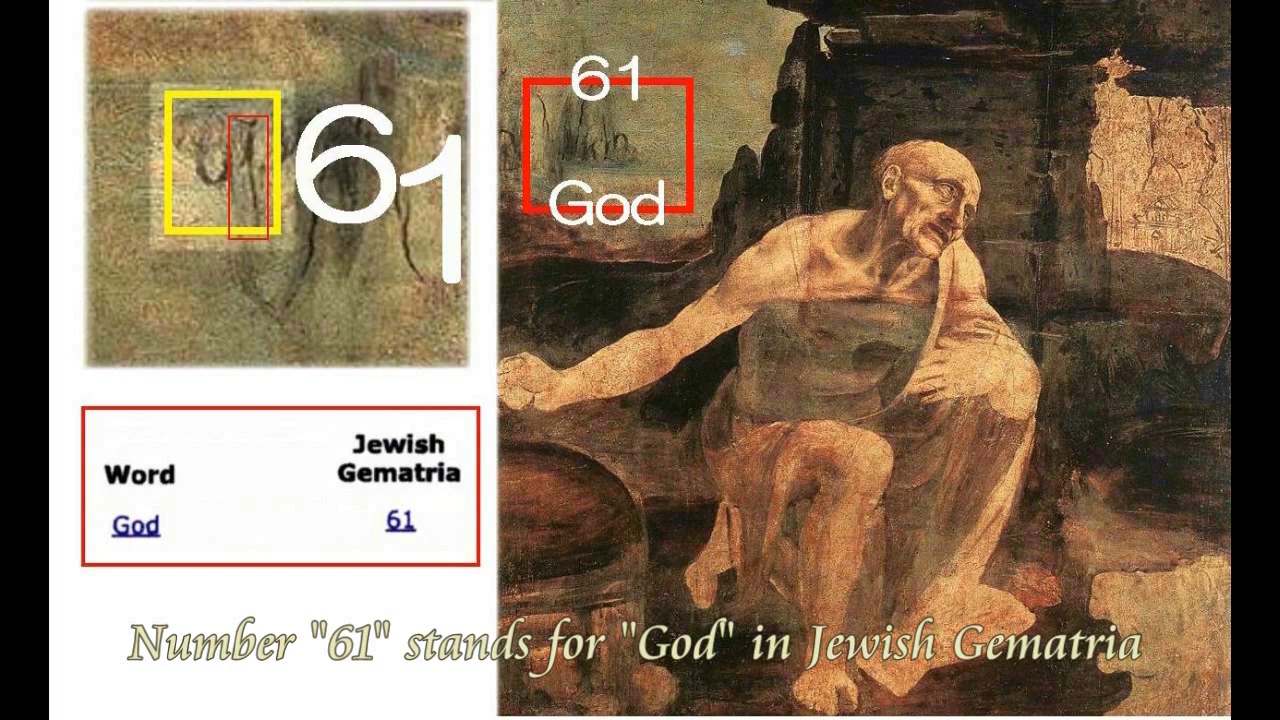 61
61
God
Word
Jewish
Gematria
God
61
Number "61" stands for "God" in Jewish Gematria